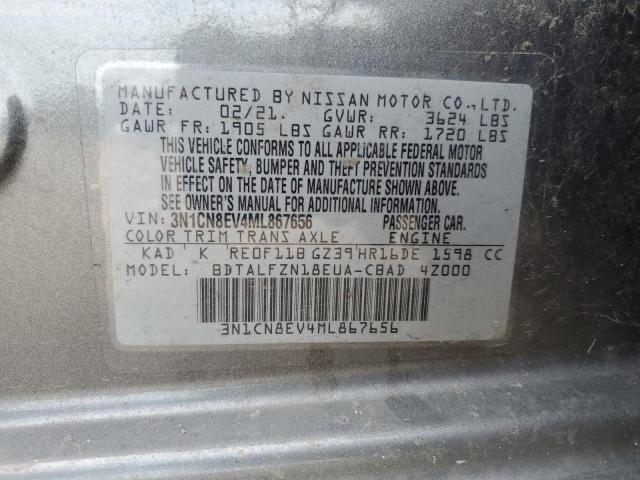 MANUFACTURED BY NISSAN MOTOR CO., LTD.
DATE: 02/21. GVWR: 3624 LBS
GAWR FR: 1905 LBS GAWR RR: 1720 LBS
THIS VEHICLE CONFORMS TO ALL APPLICABLE FEDERAL MOTOR
VEHICLE SAFETY, BUMPER AND THEFT PREVENTION STANDARDS
IN EFFECT ON THE DATE OF MANUFACTURE SHOWN ABOVE.
SEE OWNER'S MANUAL FOR ADDITIONAL INFORMATION.
VIN: 3N1CN8EV4ML867656 PASSENGER CAR.
COLOR TRIM TRANS AXLE ENGINE
KAD ' K ' RE0F11B GZ39'HR16DE 1598 CC
MODEL: BDTALFZN18EUA-CBAD 4Z000
3N1CN8EV4ML867656